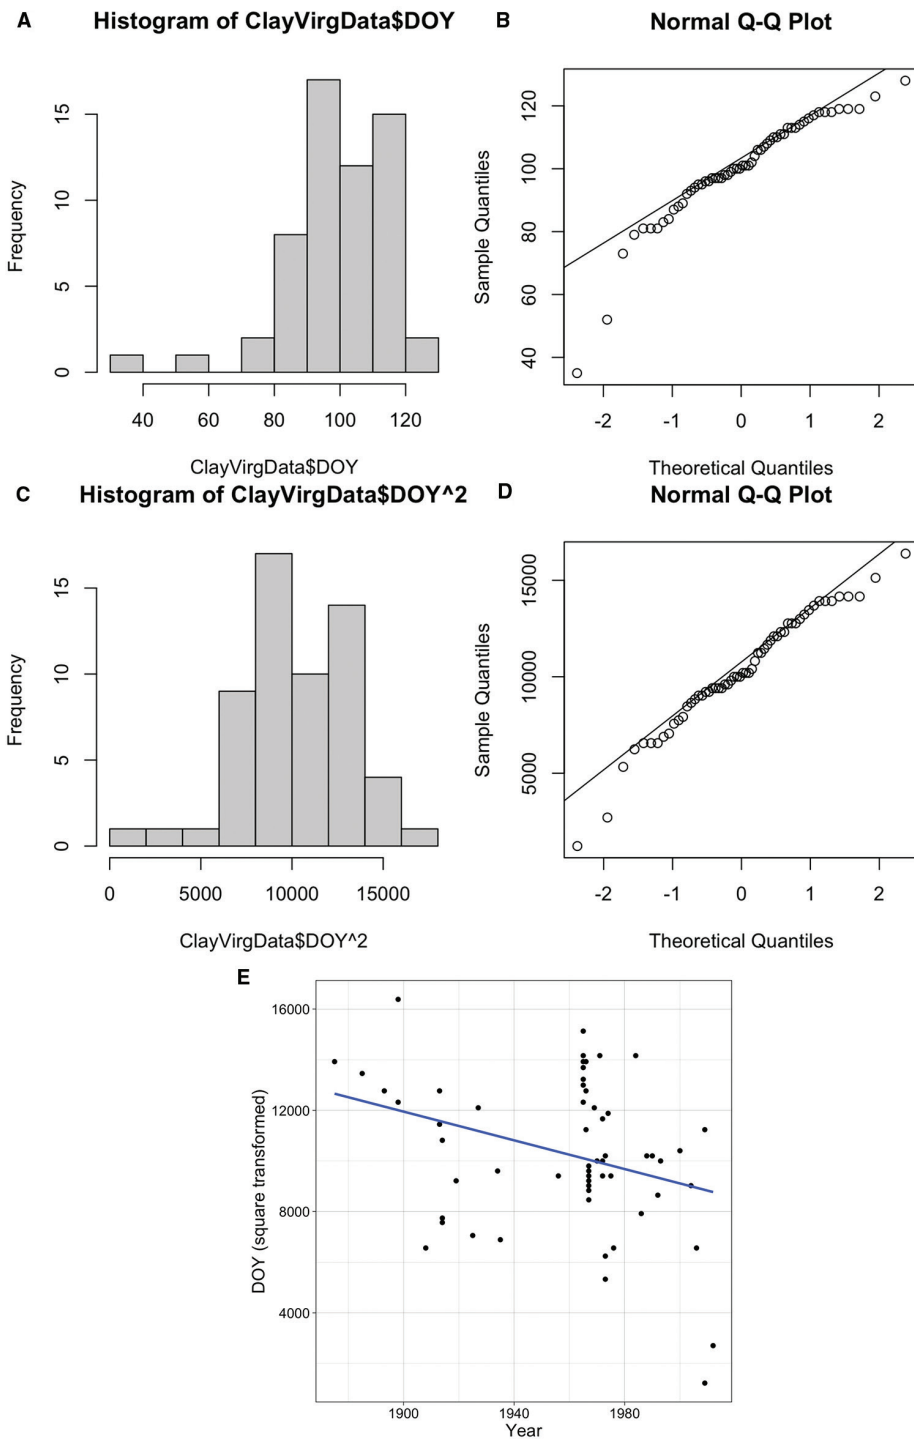 A
Histogram of ClayVirgData$DOY
Frequency
15
10
5
0
40 60 80 100 120
ClayVirgData$DOY
B
Normal Q-Q Plot
Sample Quantiles
120
100
80
60
40
-2 -1 0 1 2
Theoretical Quantiles
C
Histogram of ClayVirgData$DOY^2
Frequency
15
10
5
0
0 5000 10000 15000
ClayVirgData$DOY^2
D
Normal Q-Q Plot
Sample Quantiles
15000
10000
5000
-2 -1 0 1 2
Theoretical Quantiles
E
DOY (square transformed)
16000
12000
8000
4000
1900 1940 1980
Year